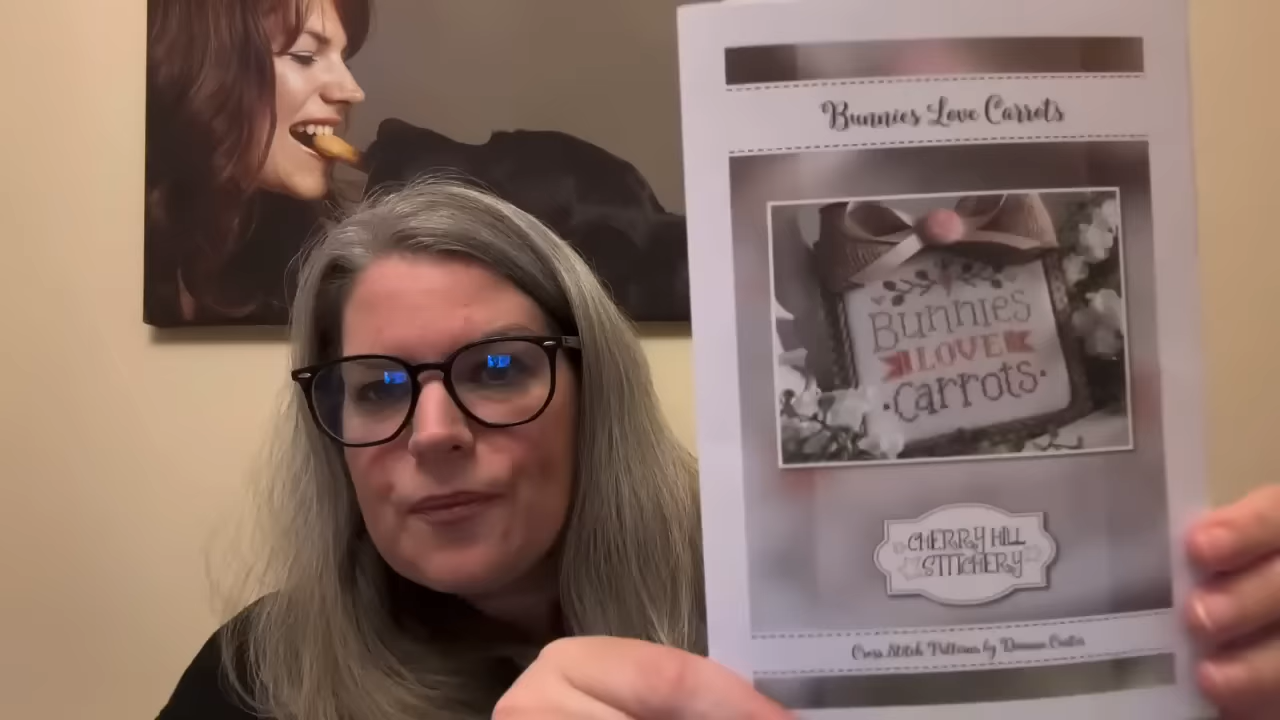 Bunnies Love Carrots
Bunnies
LOVE
·Carrots·
CHERRY HILL
STITCHERY
Cross Stitch Patterns by